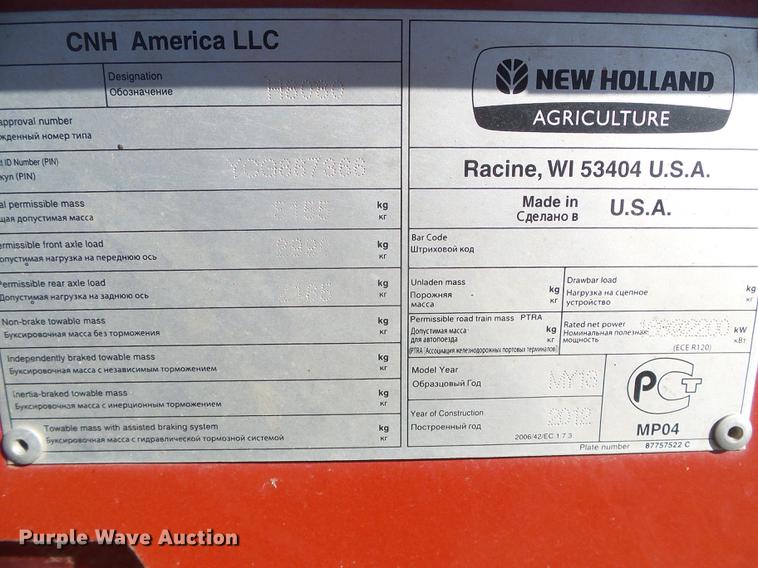 CNH America LLC
Designation
Обозначение
H8080
approval number
жденный номер типа
t ID Number (PIN)
кул (PIN)
YCG667666
al permissible mass
kg
щая допустимая масса
кг
ermissible front axle load
kg
опустимая нагрузка на переднюю ось
кг
Permissible rear axle load
kg
Допустимая нагрузка на заднюю ось
кг
Non-brake towable mass
kg
Буксировочная масса без торможения
кг
Independently braked towable mass
kg
Буксировочная масса с независимым торможением
кг
Inertia-braked towable mass
kg
Буксировочная масса с инерционным торможением
кг
Towable mass with assisted braking system
kg
Буксировочная масса с гидравлической тормозной системой
кг
NEW HOLLAND
AGRICULTURE
Racine, WI 53404 U.S.A.
Made in
Сделано в
U.S.A.
Bar Code
Штриховой код
Unladen mass
Порожняя
масса
kg
кг
Drawbar load
Нагрузка на сцепное
устройство
kg
кг
Permissible road train mass PTRA
Допустимая масса
для автопоезда
kg
кг
(PTRA (Ассоциация железнодорожных портовых терминалов)
Rated net power
Номинальная полезная
мощность
kW
кВт
(ECE R120)
Model Year
Образцовый Год
Year of Construction
Построенный год
2012
2006/42/EC 1.7.3
РСТ
MP04
Plate number 87757522 C
Purple Wave Auction